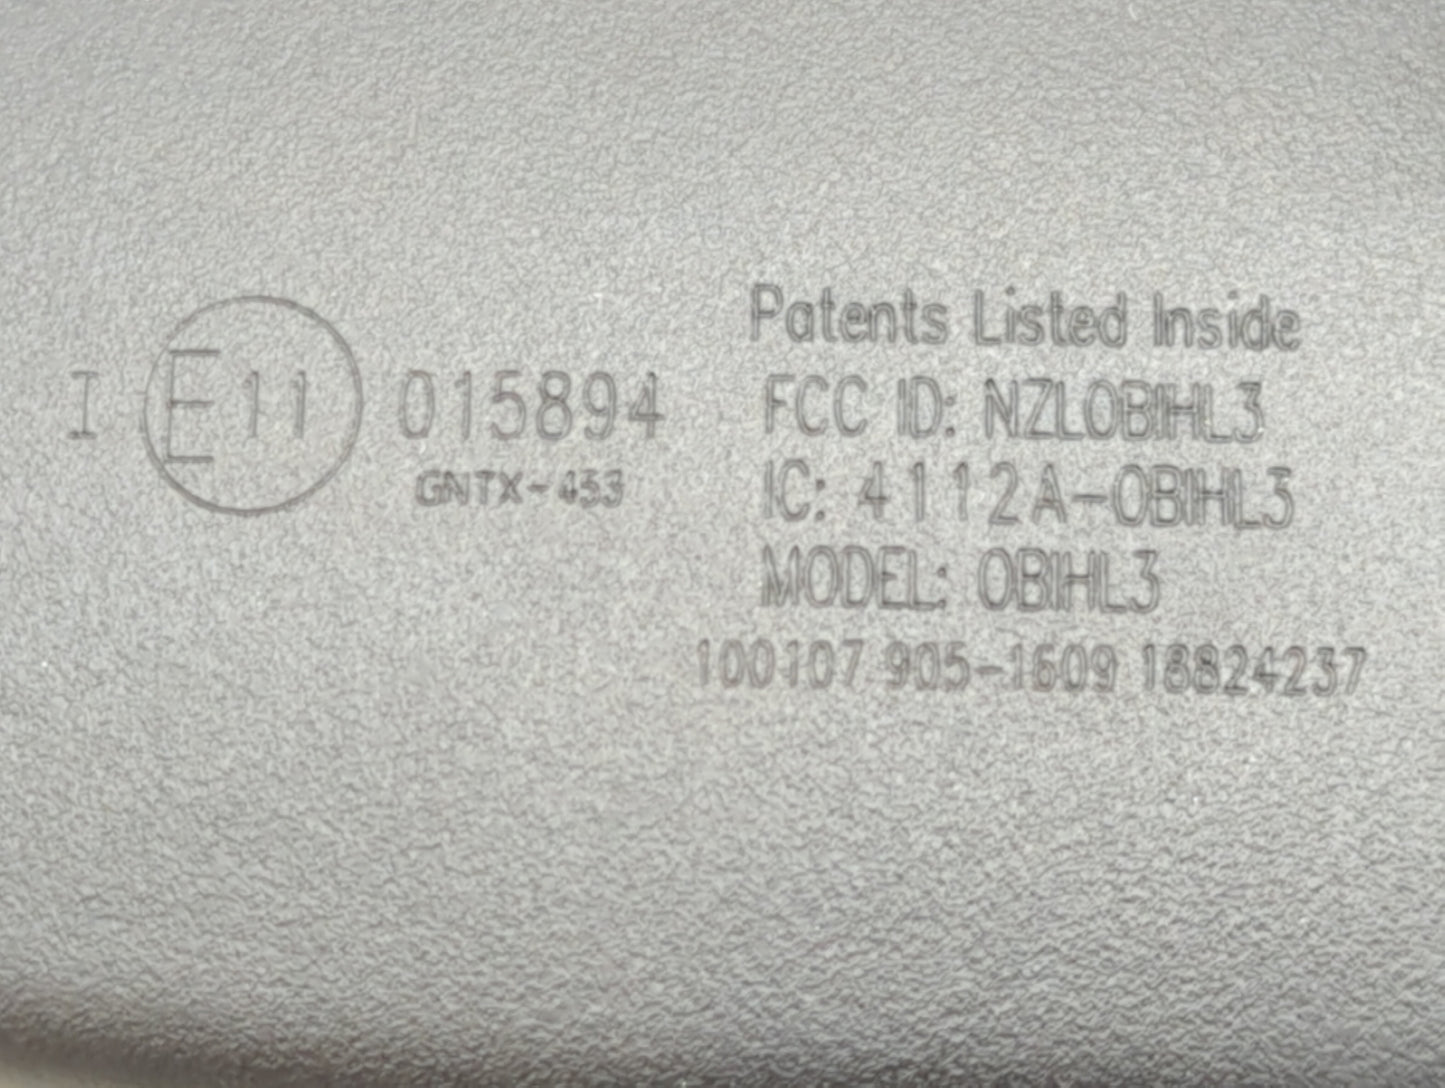 I E11 015894
GNTX-453
Patents Listed Inside
FCC ID: NZLOBIHL3
IC: 4112A-OBIHL3
MODEL: OBIHL3
100107 905-1609 18824237